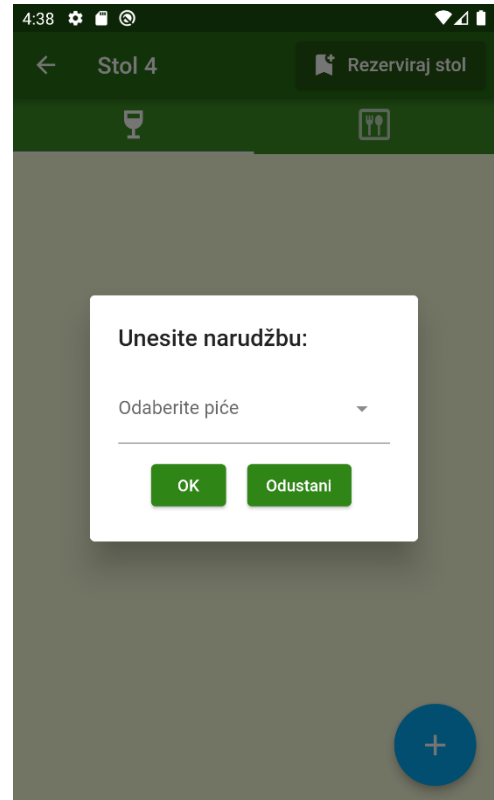 4:38
Stol 4
Rezerviraj stol
Unesite narudžbu:
Odaberite piće
OK
Odustani